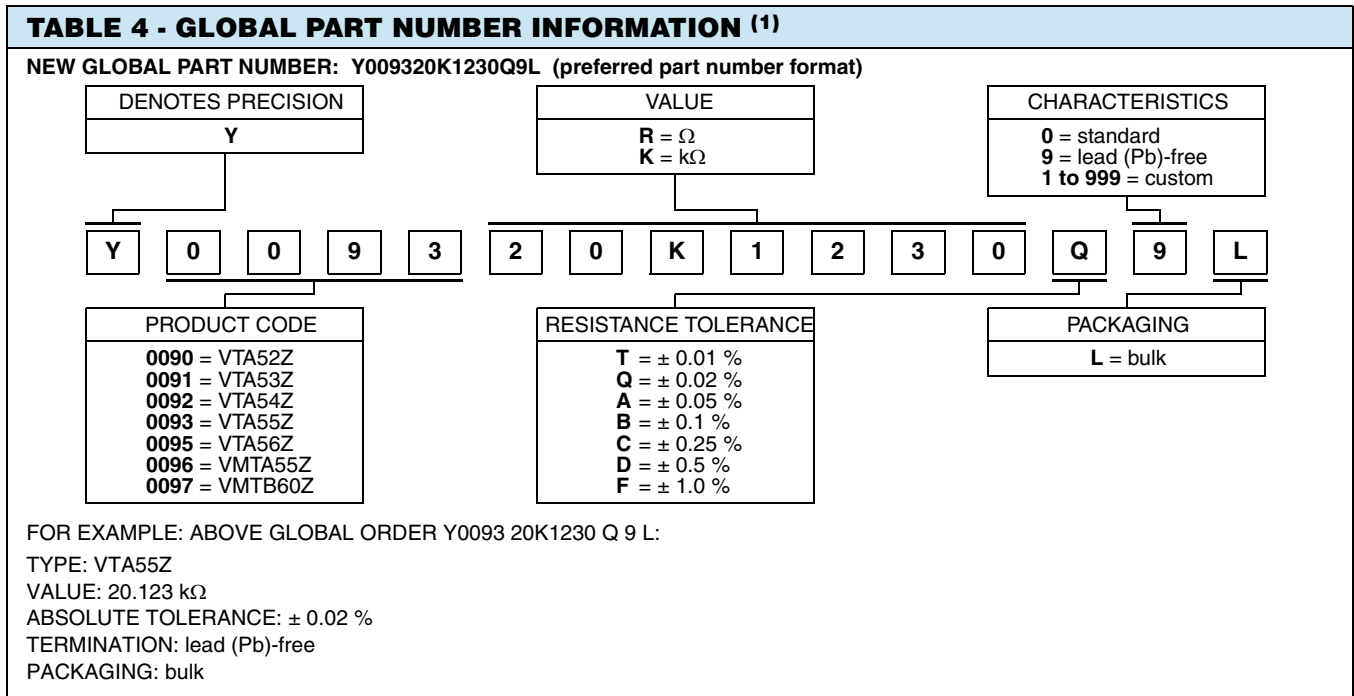 TABLE 4 - GLOBAL PART NUMBER INFORMATION (1)
NEW GLOBAL PART NUMBER: Y009320K1230Q9L (preferred part number format)
DENOTES PRECISION
Y
VALUE
R = Ω
K = kΩ
CHARACTERISTICS
0 = standard
9 = lead (Pb)-free
1 to 999 = custom
Y 0 0 9 3 2 0 K 1 2 3 0 Q 9 L
PRODUCT CODE
0090 = VTA52Z
0091 = VTA53Z
0092 = VTA54Z
0093 = VTA55Z
0095 = VTA56Z
0096 = VMTA55Z
0097 = VMTB60Z
RESISTANCE TOLERANCE
T = ± 0.01 %
Q = ± 0.02 %
A = ± 0.05 %
B = ± 0.1 %
C = ± 0.25 %
D = ± 0.5 %
F = ± 1.0 %
PACKAGING
L = bulk
FOR EXAMPLE: ABOVE GLOBAL ORDER Y0093 20K1230 Q 9 L:
TYPE: VTA55Z
VALUE: 20.123 kΩ
ABSOLUTE TOLERANCE: ± 0.02 %
TERMINATION: lead (Pb)-free
PACKAGING: bulk